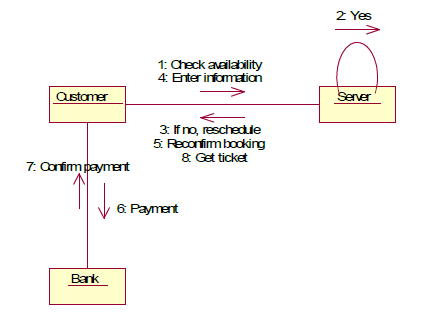 2: Yes
1: Check availability
4: Enter information
Customer
Server
3: If no, reschedule
5: Reconfirm booking
8: Get ticket
7: Confirm payment
6: Payment
Bank